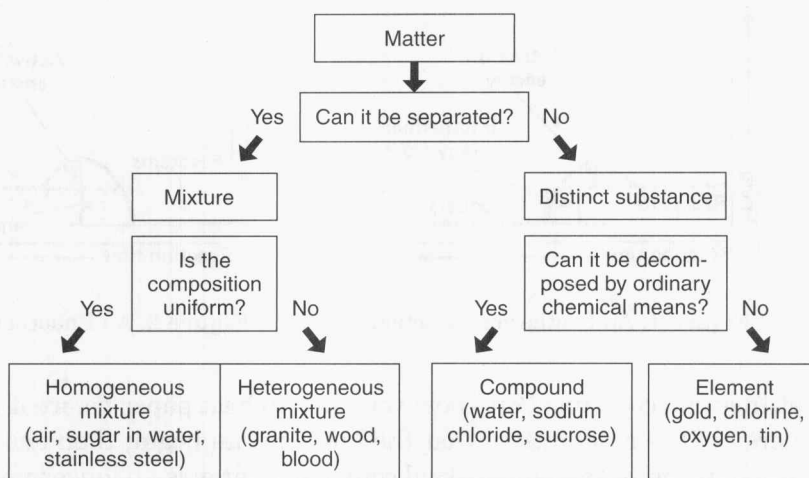 Matter
Can it be separated?
Yes
No
Mixture
Distinct substance
Is the
composition
uniform?
Can it be decom-
posed by ordinary
chemical means?
Yes
No
Yes
No
Homogeneous
mixture
(air, sugar in water,
stainless steel)
Heterogeneous
mixture
(granite, wood,
blood)
Compound
(water, sodium
chloride, sucrose)
Element
(gold, chlorine,
oxygen, tin)